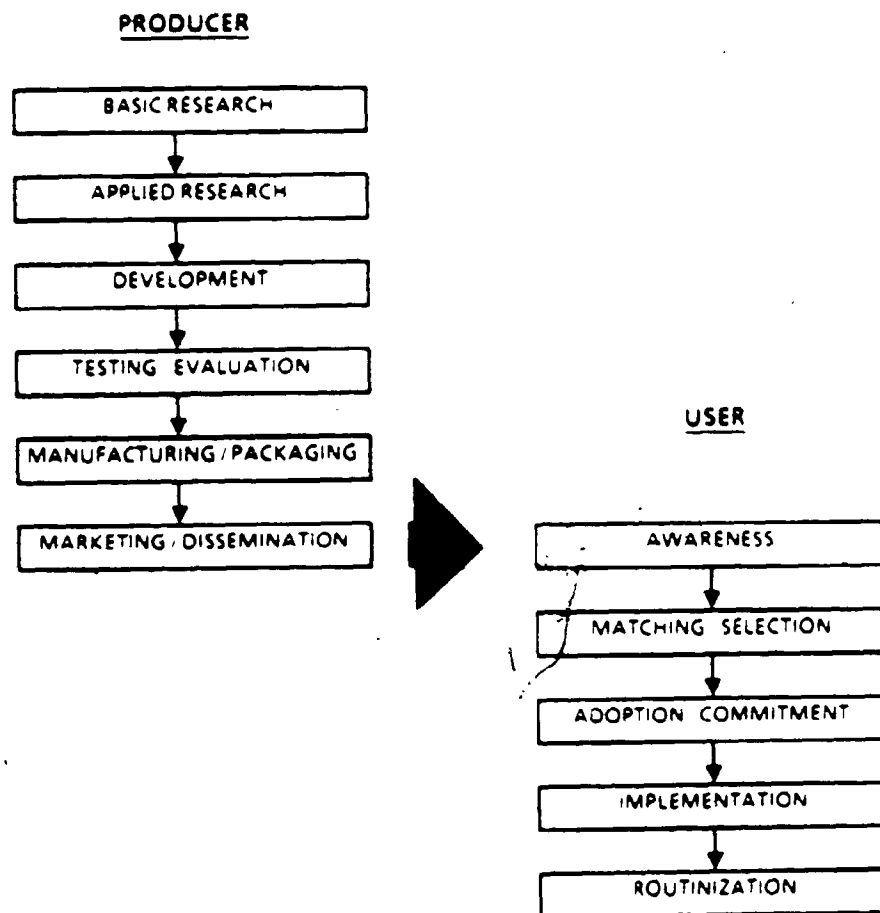 PRODUCER
BASIC RESEARCH
APPLIED RESEARCH
DEVELOPMENT
TESTING EVALUATION
MANUFACTURING/PACKAGING
MARKETING/DISSEMINATION
USER
AWARENESS
MATCHING SELECTION
ADOPTION COMMITMENT
IMPLEMENTATION
ROUTINIZATION